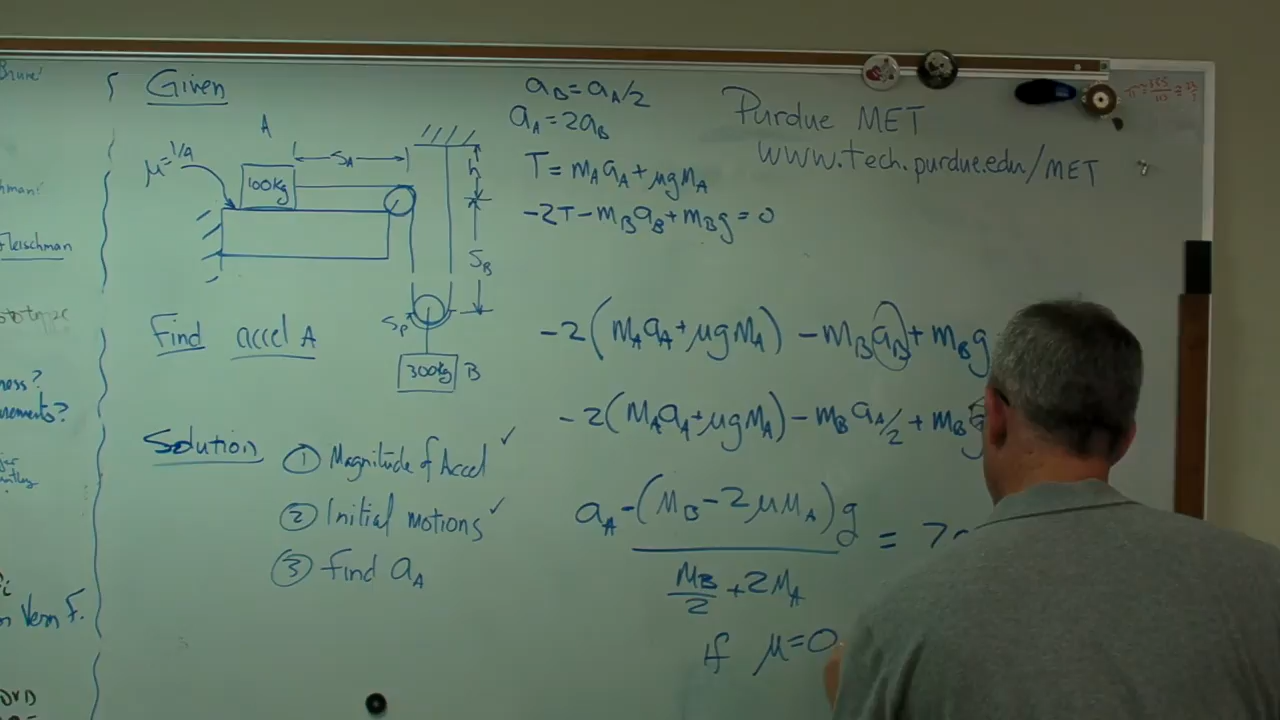 Given
A
μ=1/4
100kg
S_A
h
S_B
S_P
300kg B
Find accel A
Solution
① Magnitude of Accel ✓
② Initial motions ✓
③ find a_A
a_B = a_A/2
a_A = 2a_B
T = m_A a_A + μg m_A
-2T - m_B a_B + m_B g = 0
-2(m_A a_A + μg m_A) - m_B a_B + m_B g
-2(m_A a_A + μg m_A) - m_B a_A/2 + m_B g
a_A - (M_B - 2μM_A)g =
M_B/2 + 2M_A
if μ=0
Purdue MET
www.tech.purdue.edu/MET
Fleischman
Vern F.
DVD